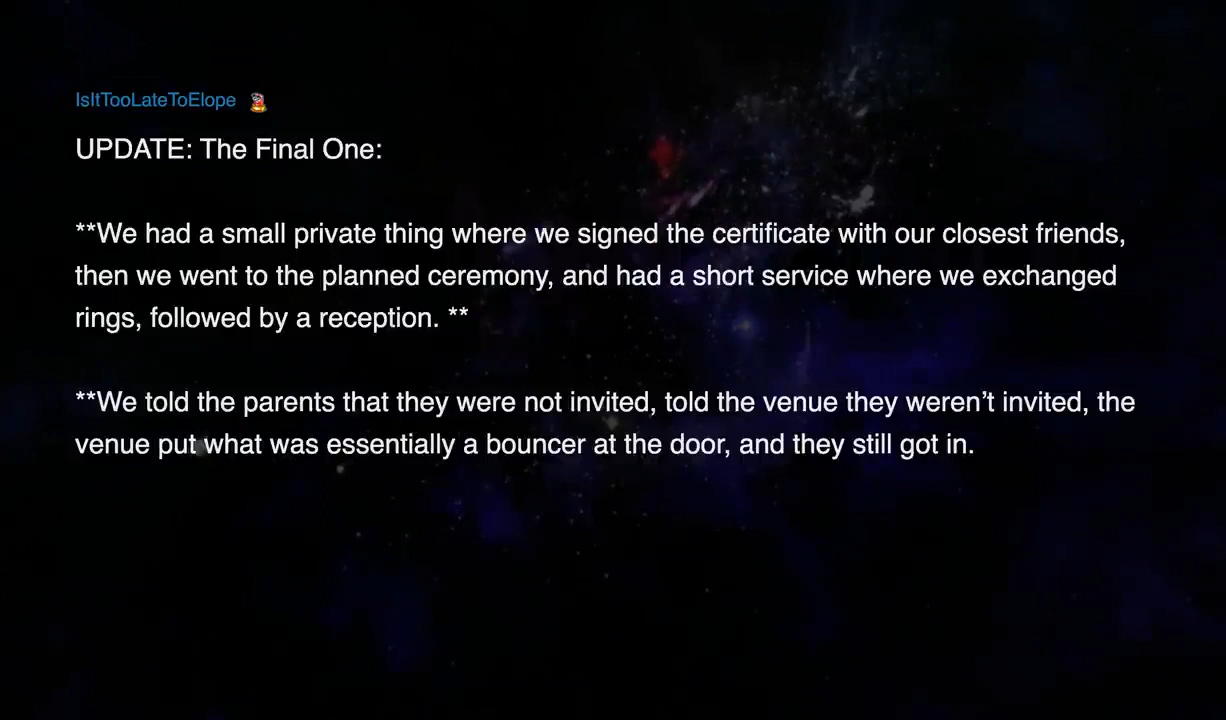 IsItTooLateToElope
UPDATE: The Final One:
**We had a small private thing where we signed the certificate with our closest friends,
then we went to the planned ceremony, and had a short service where we exchanged
rings, followed by a reception. **
**We told the parents that they were not invited, told the venue they weren’t invited, the
venue put what was essentially a bouncer at the door, and they still got in.